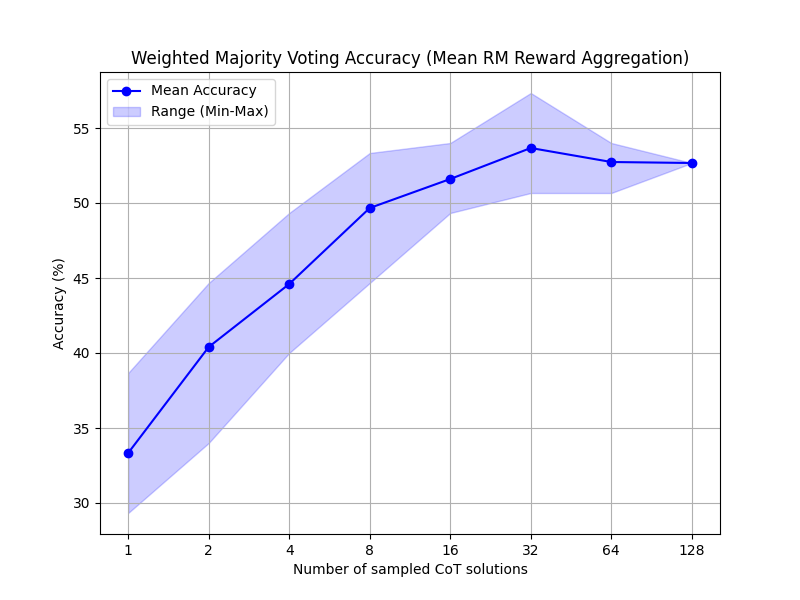 Weighted Majority Voting Accuracy (Mean RM Reward Aggregation)
Mean Accuracy
Range (Min-Max)
Accuracy (%)
55
50
45
40
35
30
1 2 4 8 16 32 64 128
Number of sampled CoT solutions